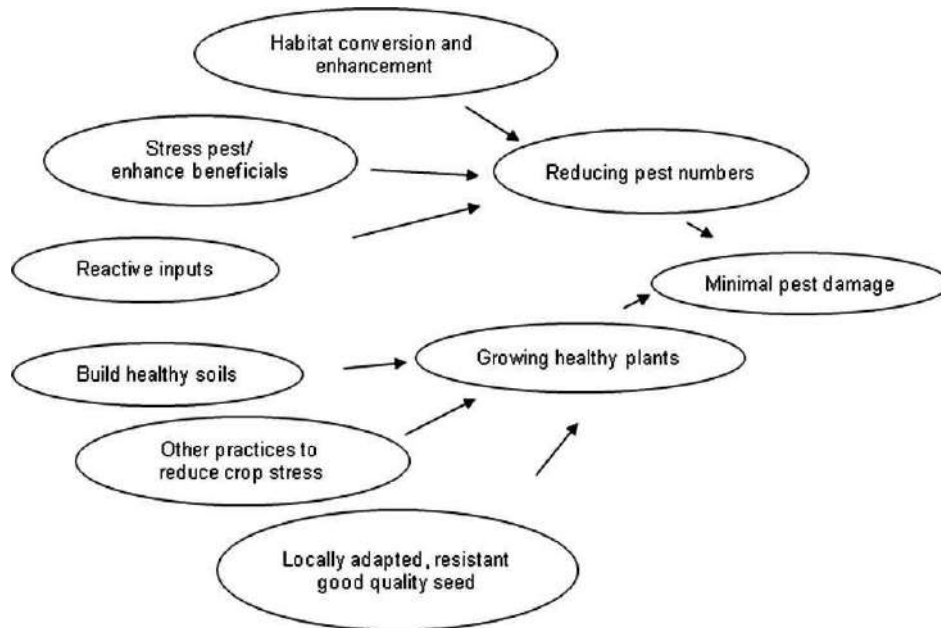 Habitat conversion and
enhancement
Stress pest/
enhance beneficials
Reducing pest numbers
Reactive inputs
Minimal pest damage
Growing healthy plants
Build healthy soils
Other practices to
reduce crop stress
Locally adapted, resistant
good quality seed